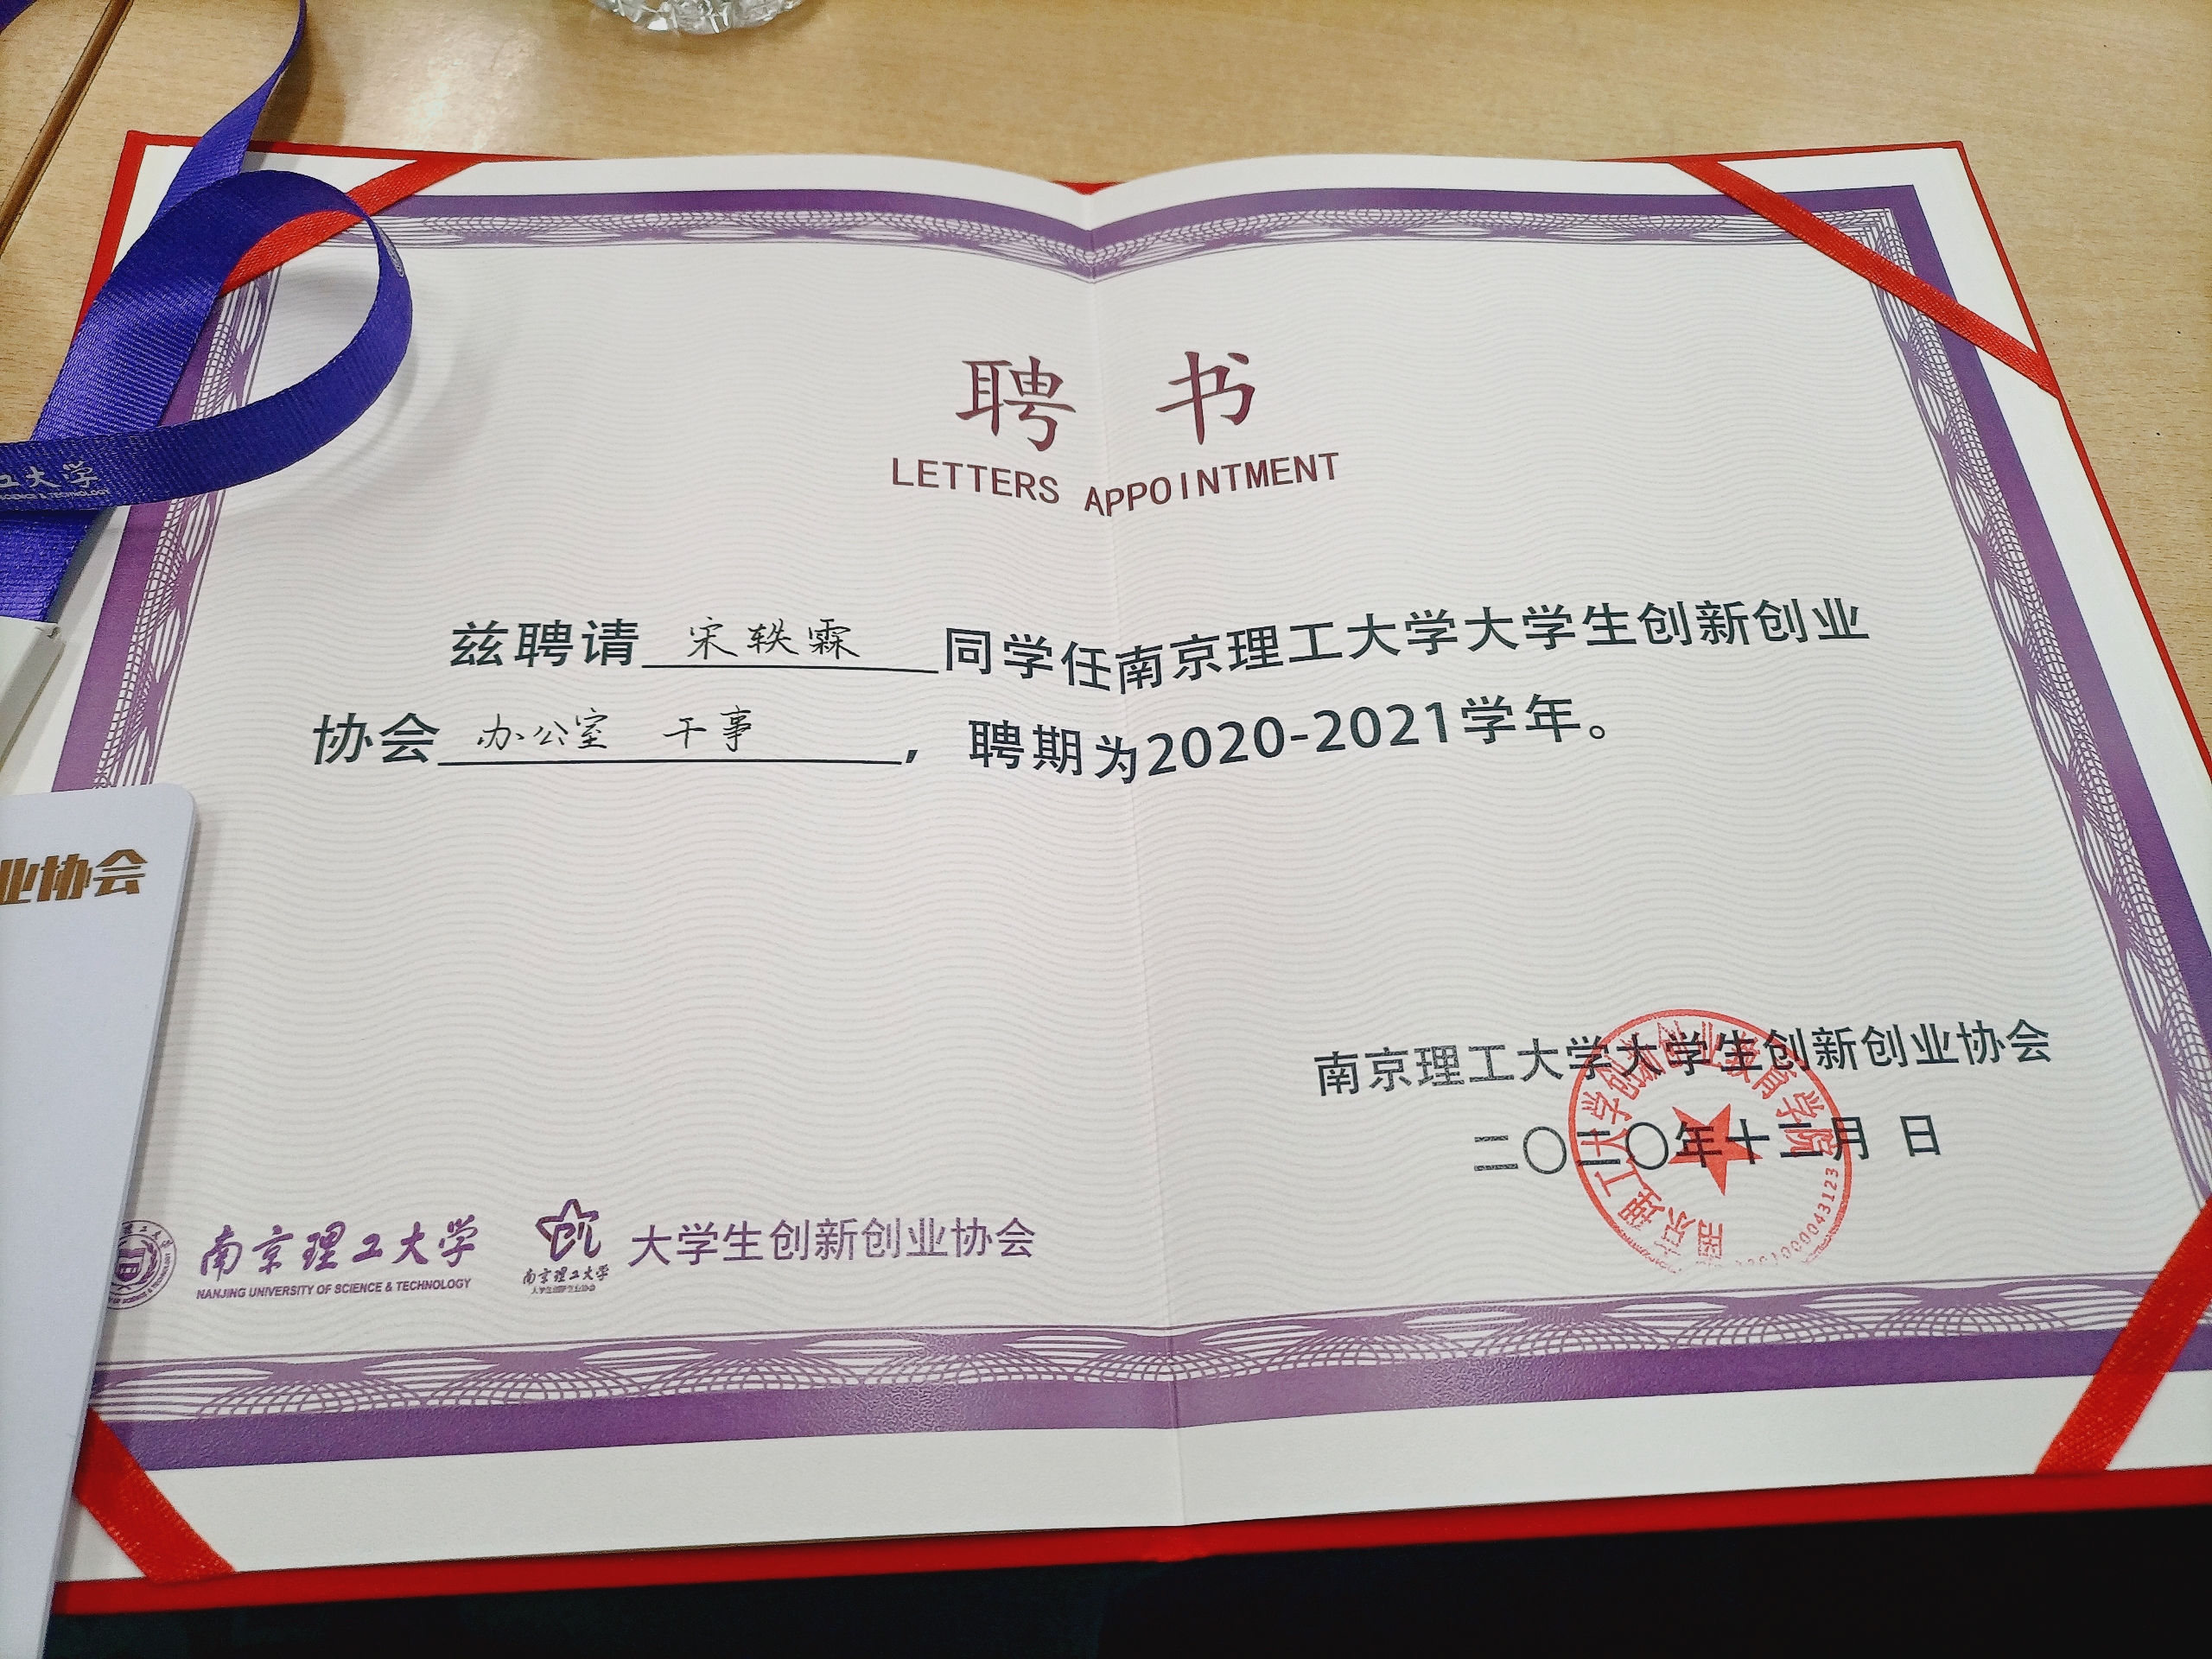 聘 书
LETTERS APPOINTMENT
兹聘请 宋轶霖 同学任南京理工大学大学生创新创业
协会 办公室 干事 ，聘期为2020-2021学年。
南京理工大学大学生创新创业协会
二〇二〇年十二月 日
南京理工大学创新创业教育学院
南京理工大学
NANJING UNIVERSITY OF SCIENCE & TECHNOLOGY
南京理工大学
大学生创新创业协会
大学生创新创业协会
工大学
SCIENCE & TECHNOLOGY
业协会